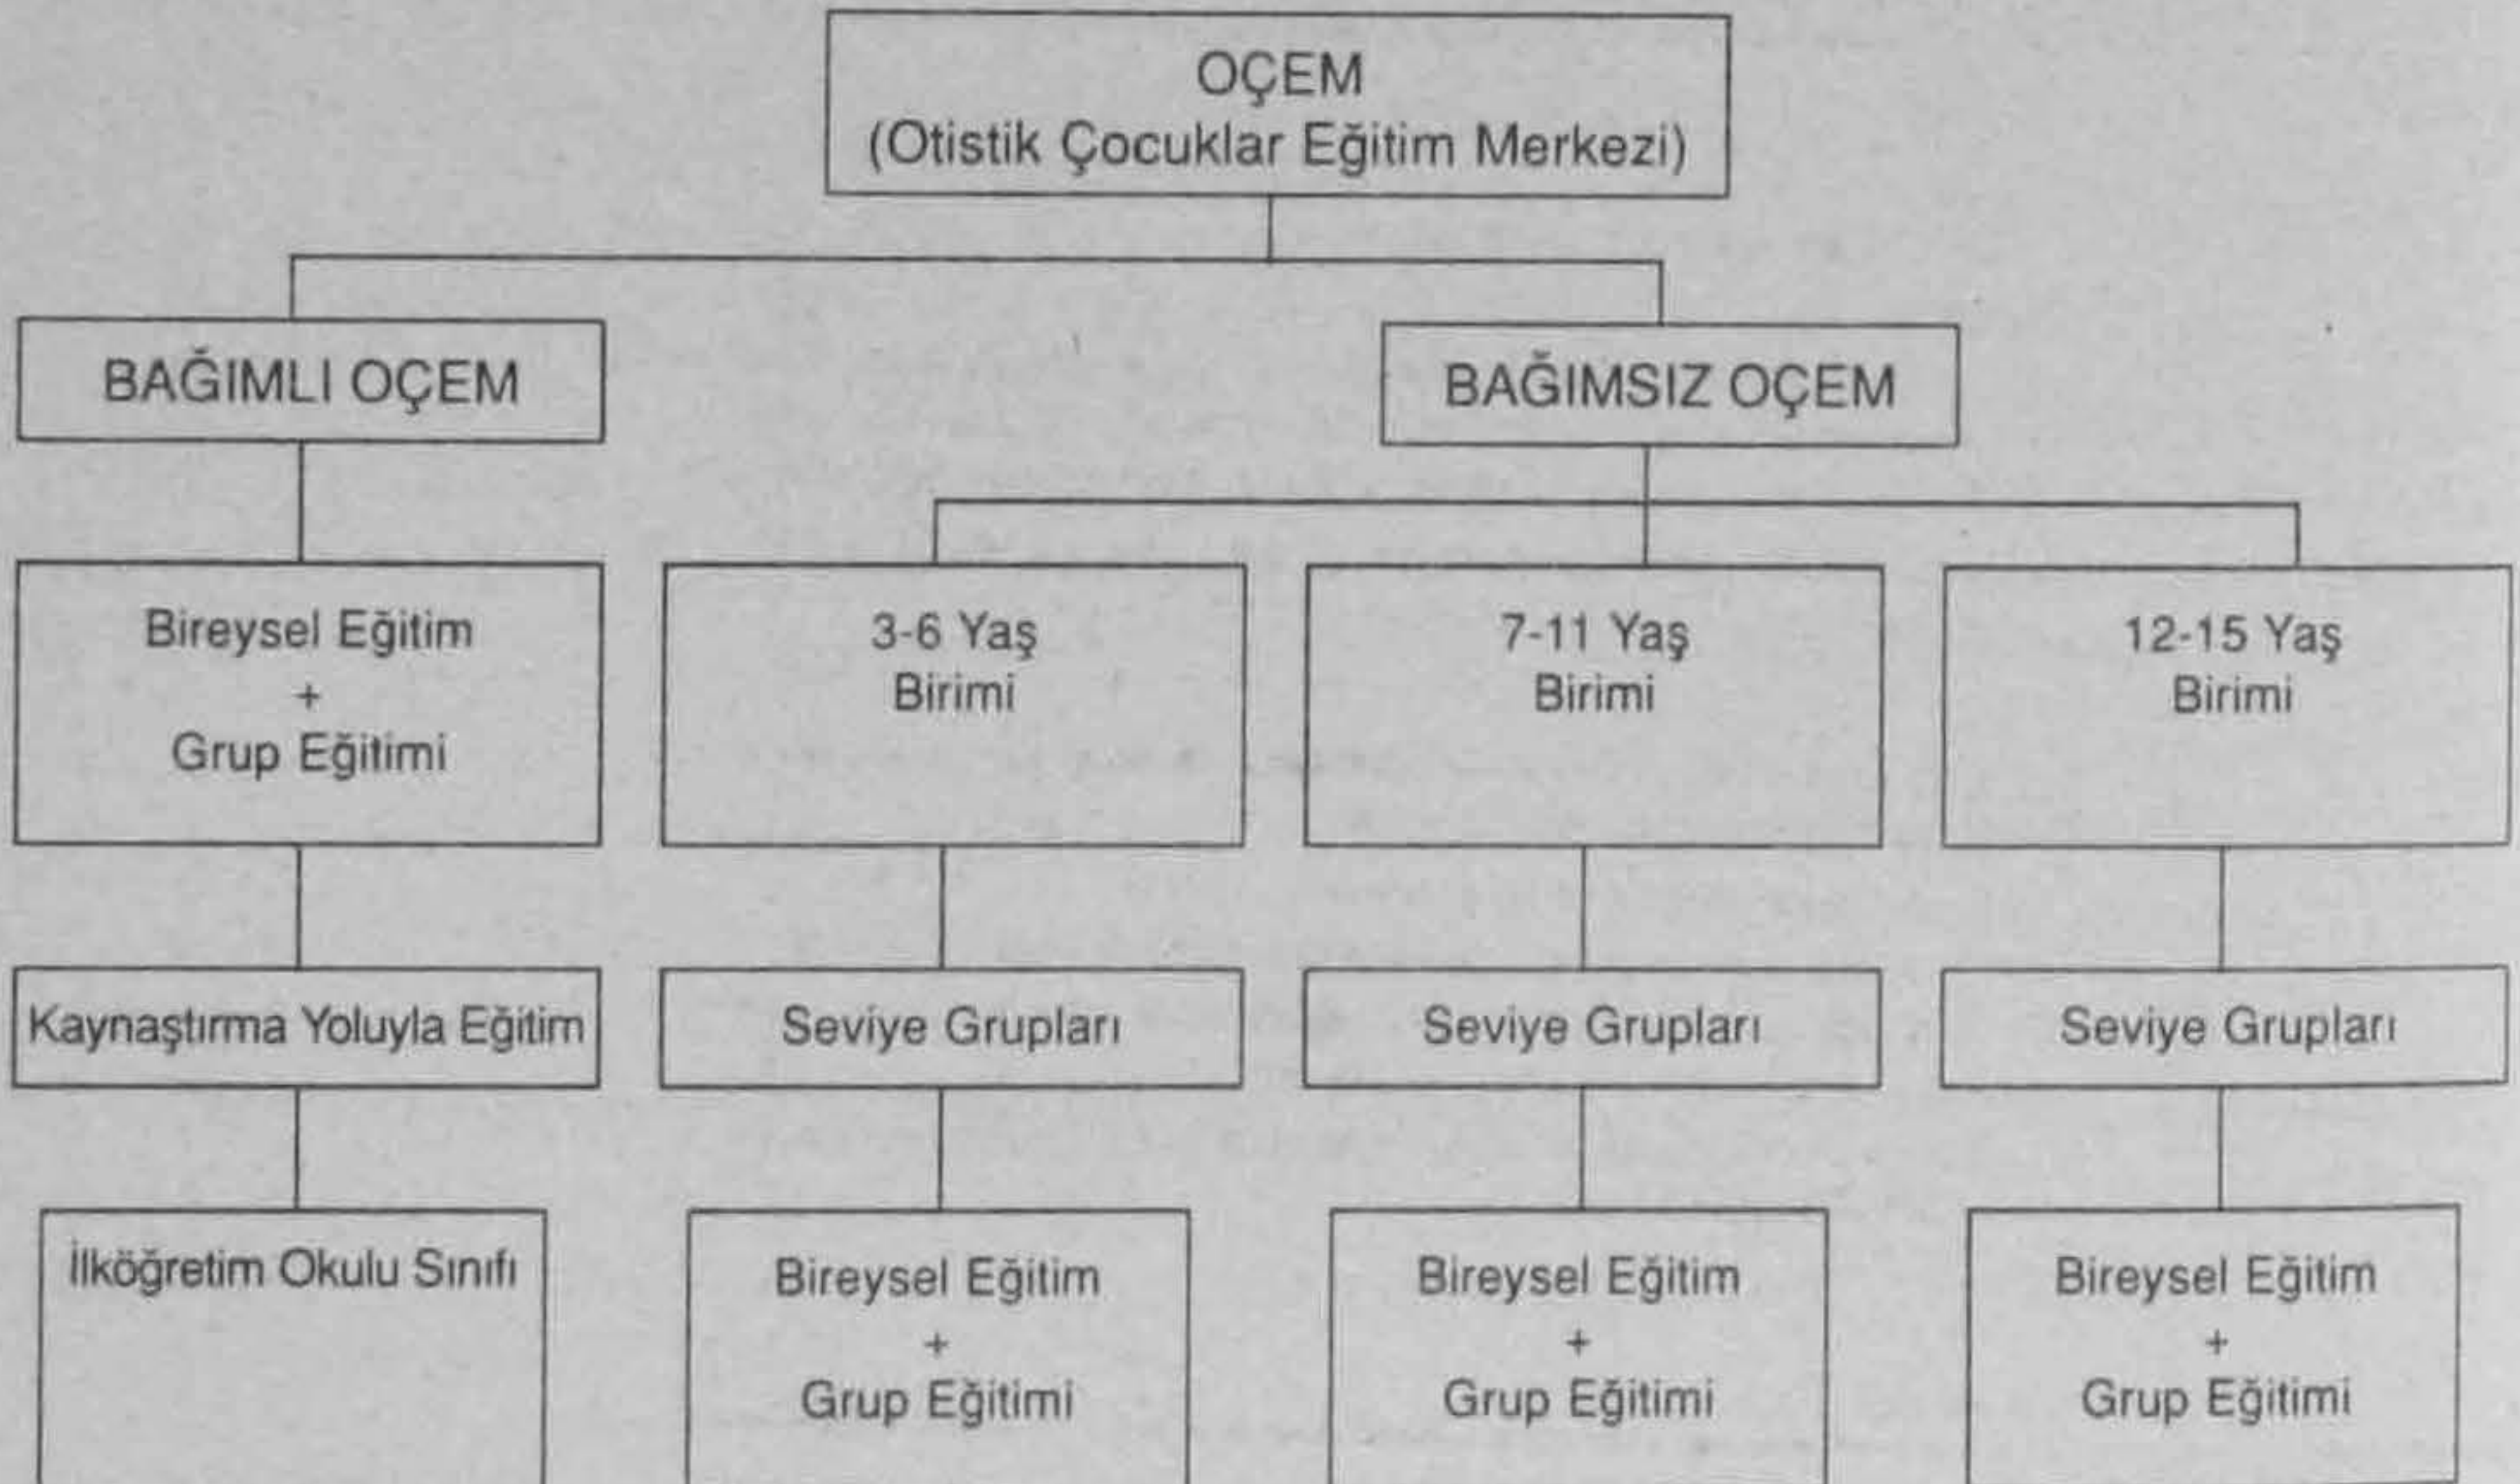 OÇEM
(Otistik Çocuklar Eğitim Merkezi)
BAĞIMLI OÇEM
BAĞIMSIZ OÇEM
Bireysel Eğitim
+
Grup Eğitimi
3-6 Yaş
Birimi
7-11 Yaş
Birimi
12-15 Yaş
Birimi
Kaynaştırma Yoluyla Eğitim
Seviye Grupları
Seviye Grupları
Seviye Grupları
İlköğretim Okulu Sınıfı
Bireysel Eğitim
+
Grup Eğitimi
Bireysel Eğitim
+
Grup Eğitimi
Bireysel Eğitim
+
Grup Eğitimi